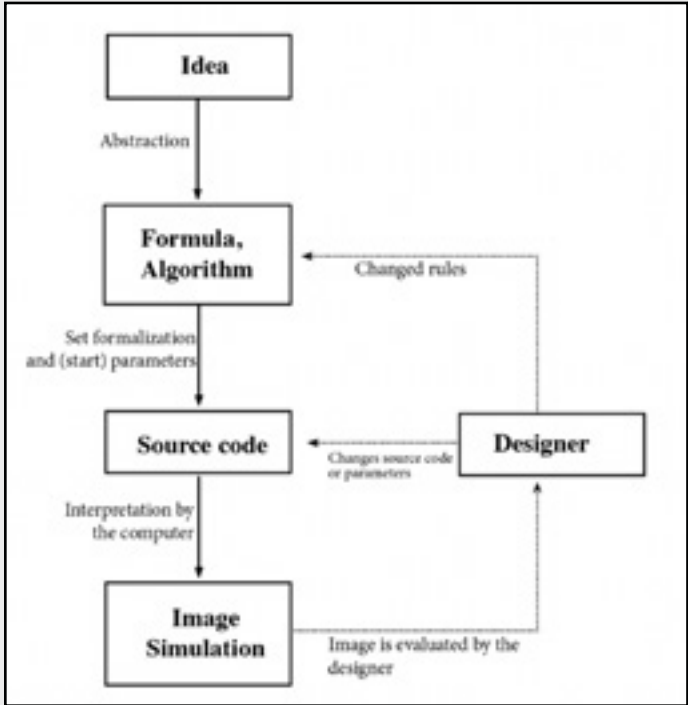 Idea
Abstraction
Formula,
Algorithm
Changed rules
Set formalization
and (start) parameters
Source code
Changes source code
or parameters
Designer
Interpretation by
the computer
Image
Simulation
Image is evaluated by the
designer